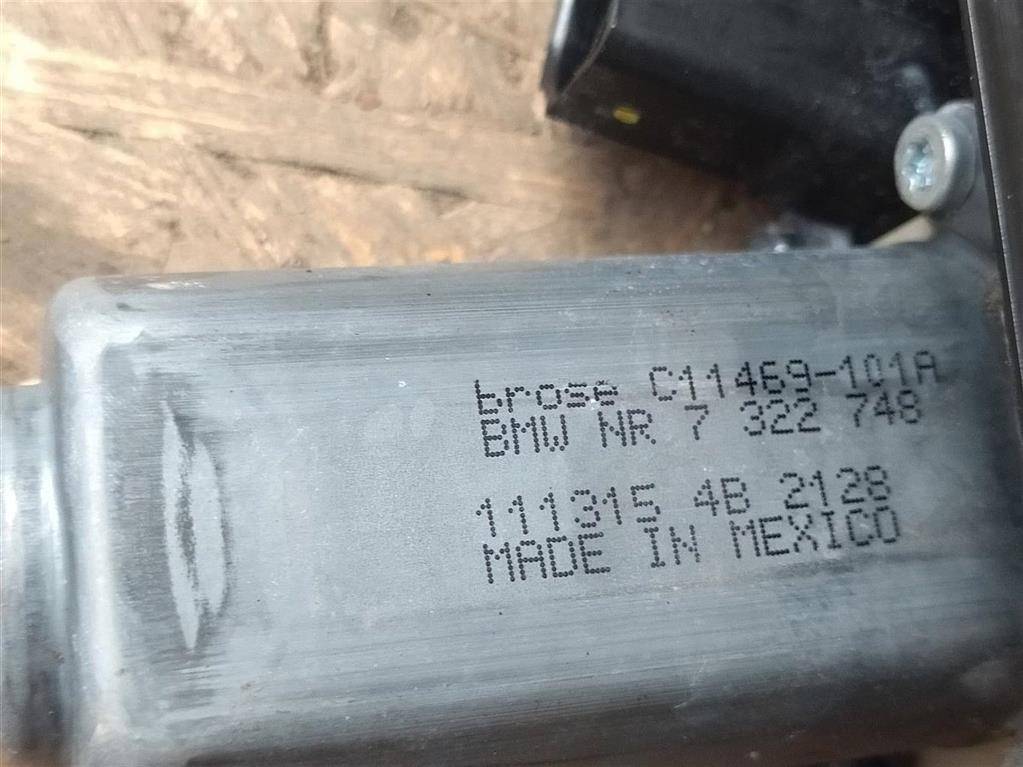 brose C11469-101A
BMW NR 7 322 748
111315 4B 2128
MADE IN MEXICO